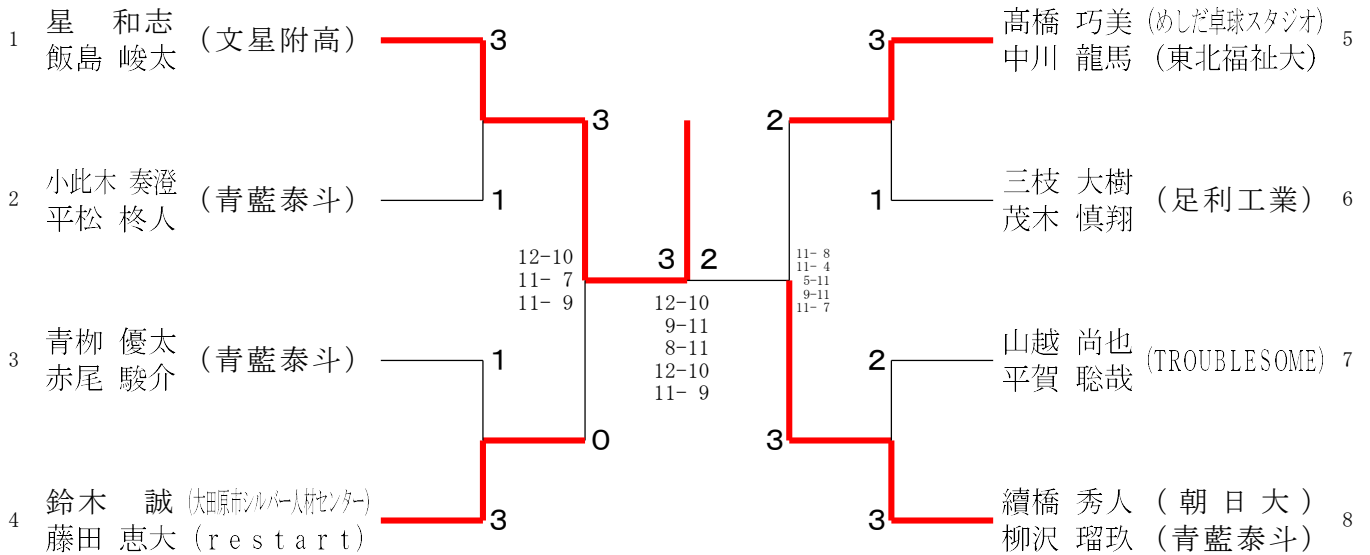 1 星 和志 (文星附高) 3
飯島 峻太
2 小此木 奏澄 (青藍泰斗) 1
平松 柊人
3
12-10
11- 7
11- 9
3 青栁 優太 (青藍泰斗) 1
赤尾 駿介
0
4 鈴木 誠 (大田原市シルバー人材センター) 3
藤田 恵大 (restart)
3 2
12-10
9-11
8-11
12-10
11- 9
3 髙橋 巧美 (めしだ卓球スタジオ) 5
中川 龍馬 (東北福祉大)
2
1 三枝 大樹 (足利工業) 6
茂木 慎翔
11- 8
11- 4
5-11
9-11
11- 7
2 山越 尚也 (TROUBLESOME) 7
平賀 聡哉
3
3 續橋 秀人 (朝日大) 8
柳沢 瑠玖 (青藍泰斗)